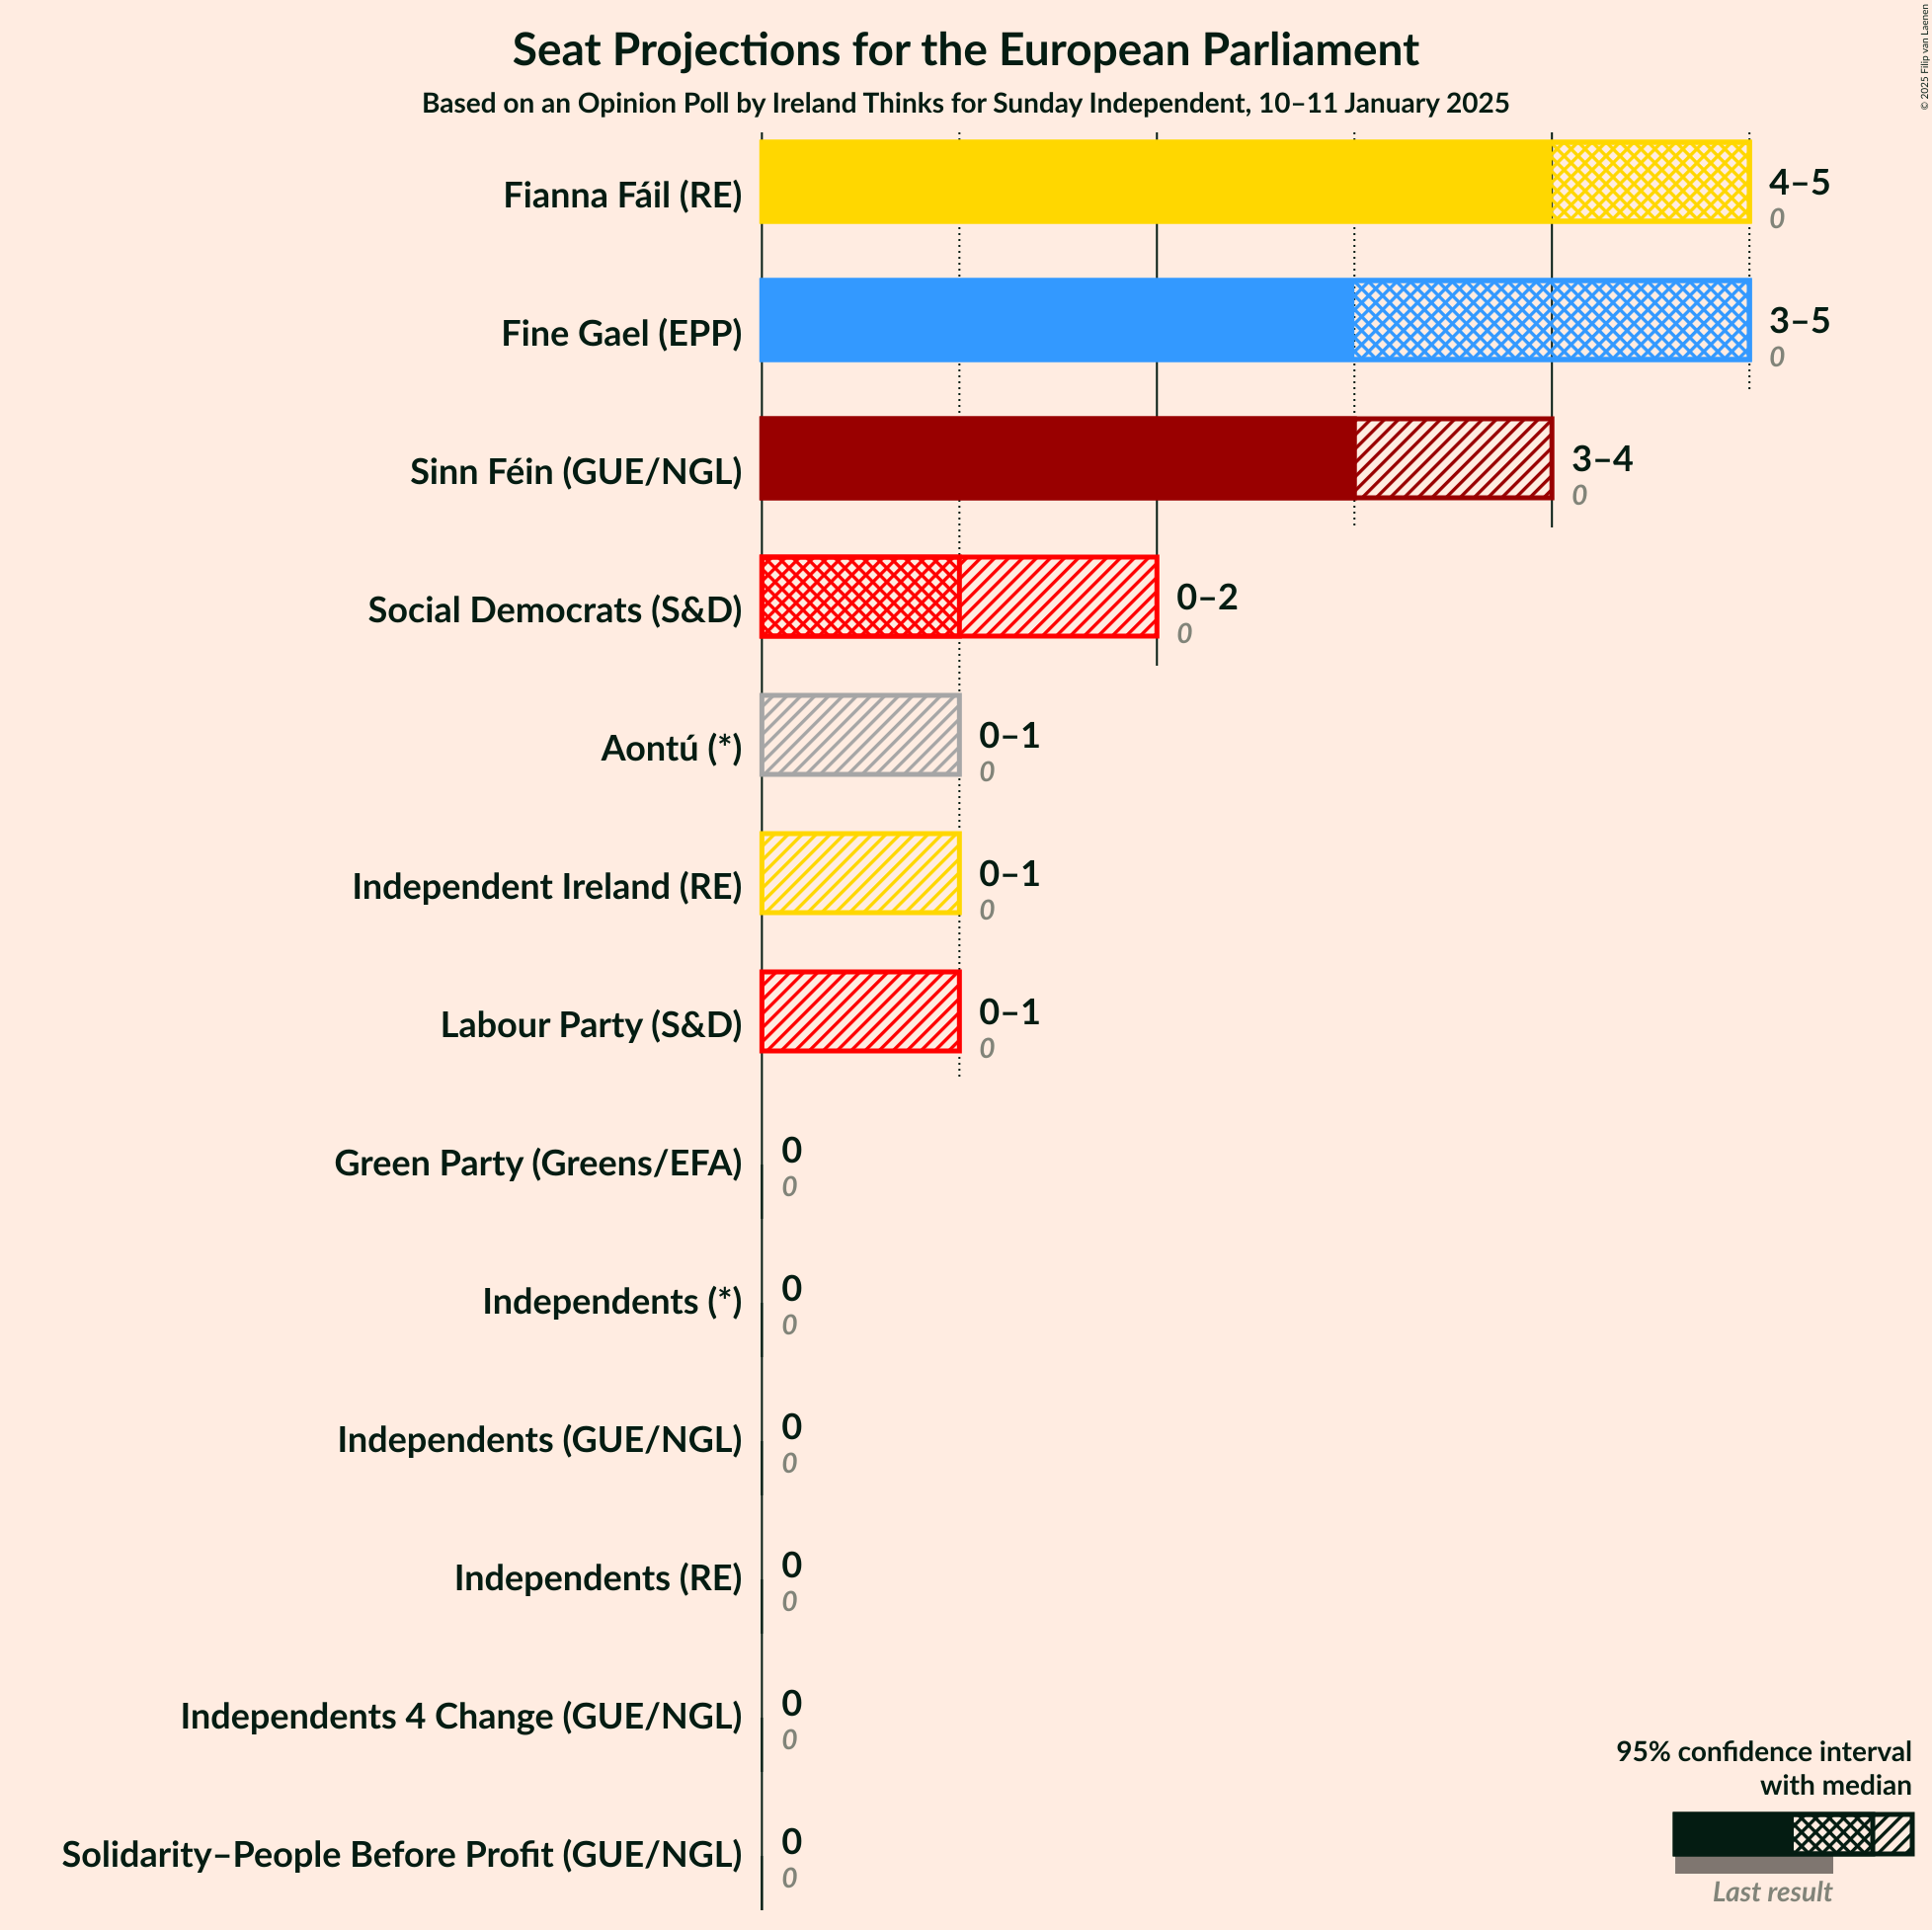 Seat Projections for the European Parliament
Based on an Opinion Poll by Ireland Thinks for Sunday Independent, 10–11 January 2025
© 2025 Filip van Laenen
Fianna Fáil (RE)
4–5
0
Fine Gael (EPP)
3–5
0
Sinn Féin (GUE/NGL)
3–4
0
Social Democrats (S&D)
0–2
0
Aontú (*)
0–1
0
Independent Ireland (RE)
0–1
0
Labour Party (S&D)
0–1
0
Green Party (Greens/EFA)
0
0
Independents (*)
0
0
Independents (GUE/NGL)
0
0
Independents (RE)
0
0
Independents 4 Change (GUE/NGL)
0
0
Solidarity–People Before Profit (GUE/NGL)
0
0
95% confidence interval
with median
Last result